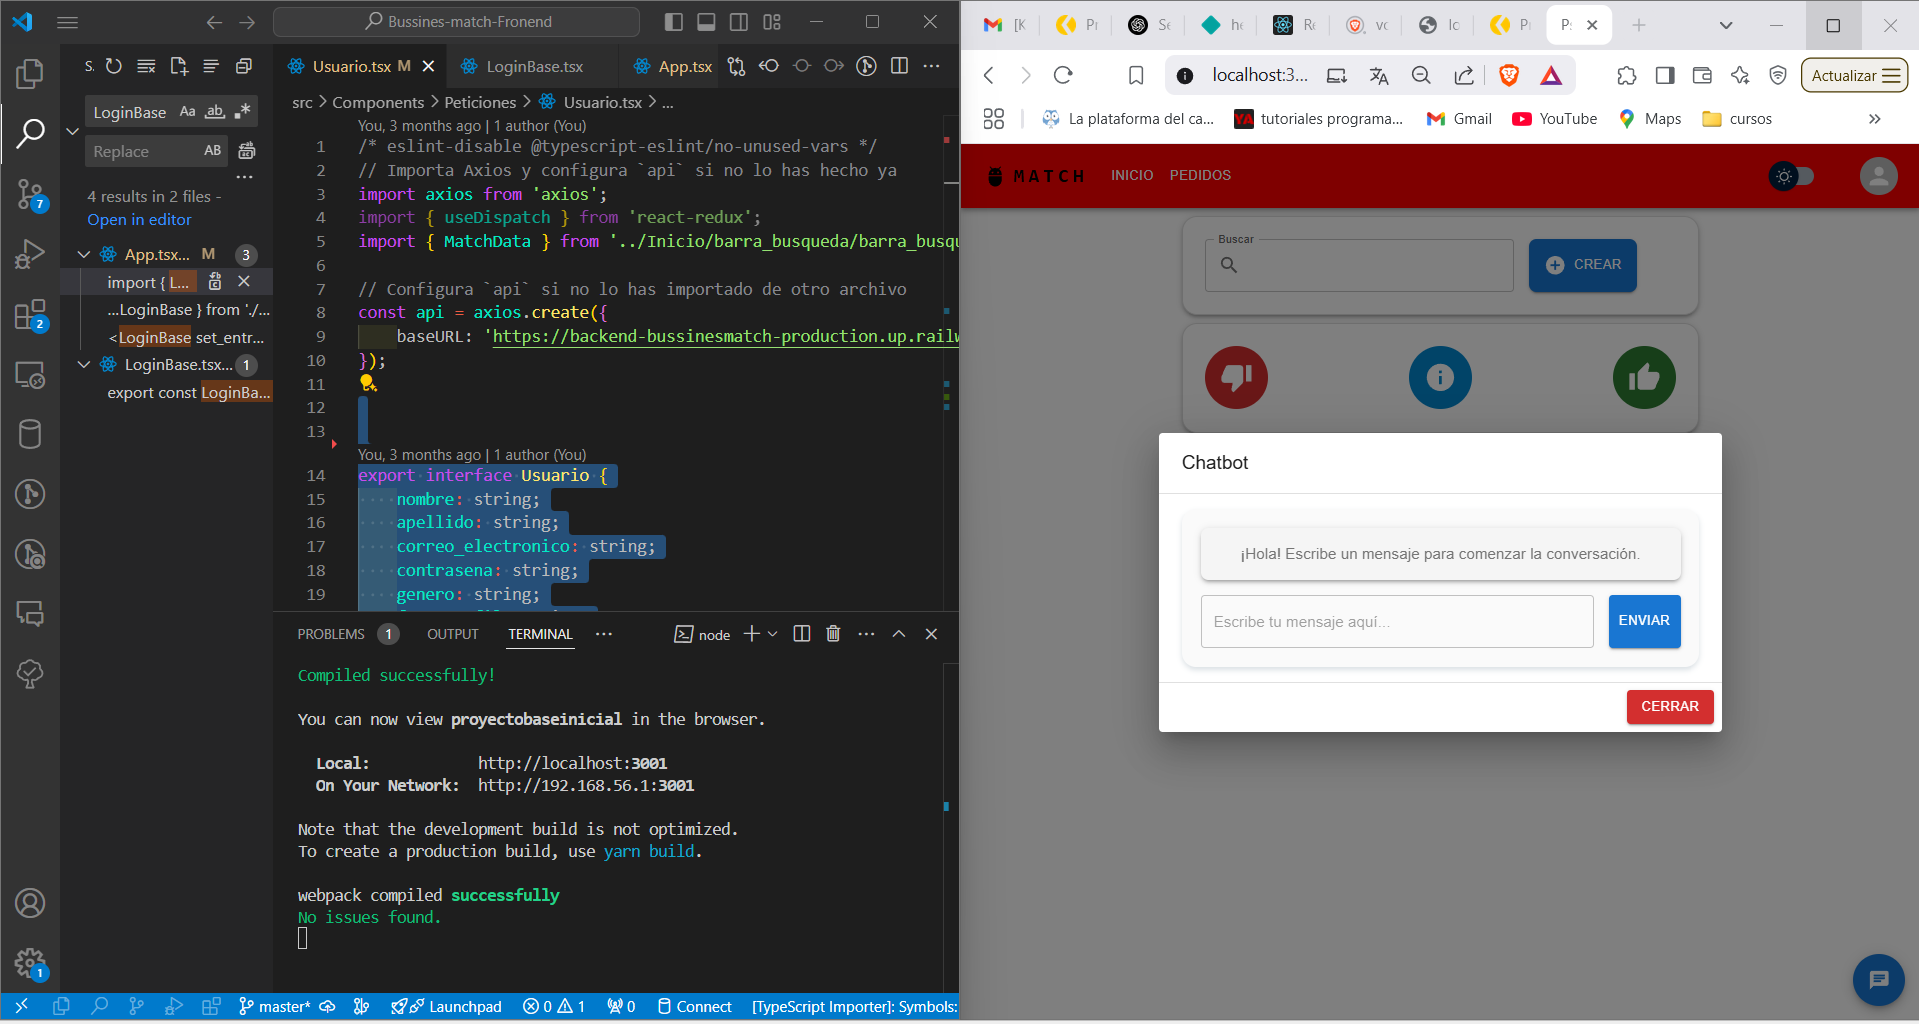 Bussines-match-Fronend
LoginBase
Aa
ab
Replace
AB
4 results in 2 files -
Open in editor
App.tsx... M 3
import { L...
...LoginBase } from './...
<LoginBase set_entr...
LoginBase.tsx... 1
export const LoginBa...
7
2
1
Usuario.tsx M
LoginBase.tsx
App.tsx
src > Components > Peticiones > Usuario.tsx > ...
You, 3 months ago | 1 author (You)
1 /* eslint-disable @typescript-eslint/no-unused-vars */
2 // Importa Axios y configura `api` si no lo has hecho ya
3 import axios from 'axios';
4 import { useDispatch } from 'react-redux';
5 import { MatchData } from '../Inicio/barra_busqueda/barra_busqu
6
7 // Configura `api` si no lo has importado de otro archivo
8 const api = axios.create({
9 baseURL: 'https://backend-bussinesmatch-production.up.railw
10 });
11
12
13
You, 3 months ago | 1 author (You)
14 export interface Usuario {
15 nombre: string;
16 apellido: string;
17 correo_electronico: string;
18 contrasena: string;
19 genero: string;
PROBLEMS 1 OUTPUT TERMINAL ...
node
Compiled successfully!
You can now view proyectobaseinicial in the browser.
Local: http://localhost:3001
On Your Network: http://192.168.56.1:3001
Note that the development build is not optimized.
To create a production build, use yarn build.
webpack compiled successfully
No issues found.
master*
Launchpad
0 1
0
Connect
[TypeScript Importer]: Symbols:
localhost:3...
Actualizar
La plataforma del ca...
tutoriales programa...
Gmail
YouTube
Maps
cursos
MATCH
INICIO
PEDIDOS
Buscar
CREAR
Chatbot
¡Hola! Escribe un mensaje para comenzar la conversación.
Escribe tu mensaje aquí...
ENVIAR
CERRAR